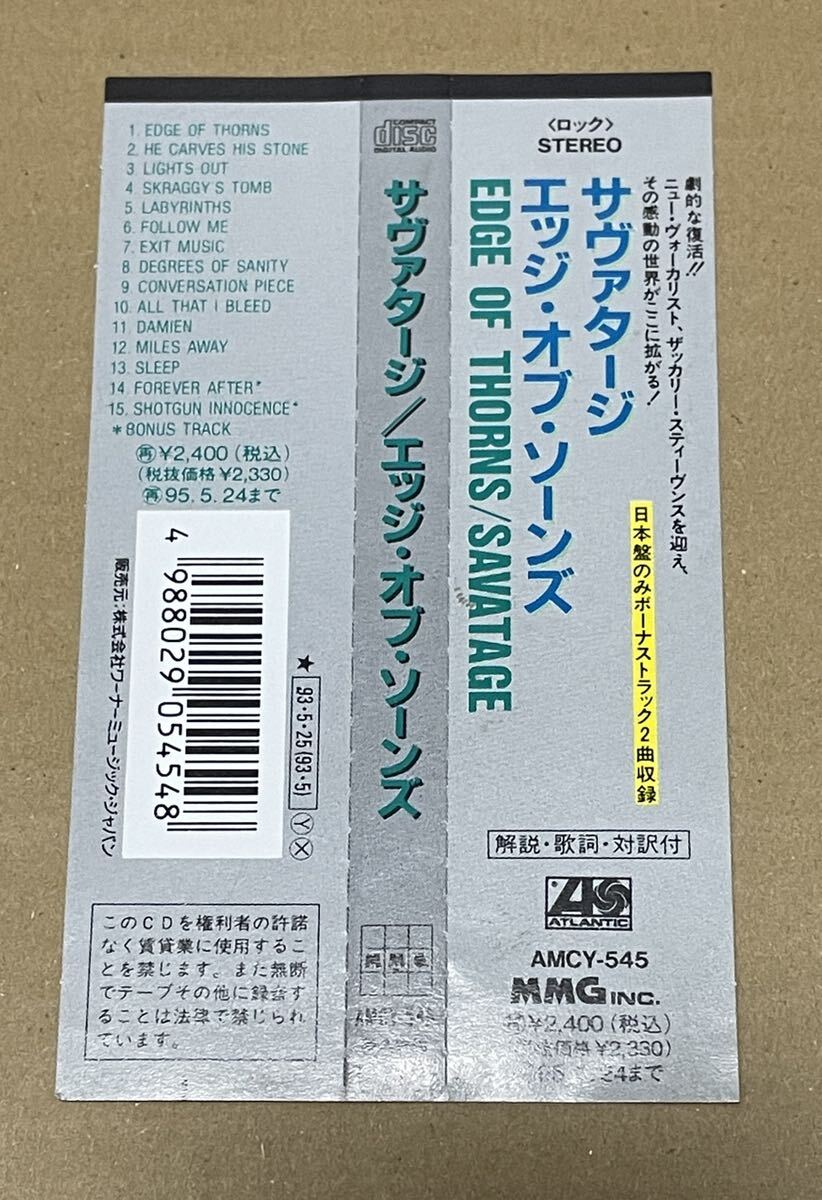 1. EDGE OF THORNS
2. HE CARVES HIS STONE
3. LIGHTS OUT
4. SKRAGGY'S TOMB
5. LABYRINTHS
6. FOLLOW ME
7. EXIT MUSIC
8. DEGREES OF SANITY
9. CONVERSATION PIECE
10. ALL THAT I BLEED
11. DAMIEN
12. MILES AWAY
13. SLEEP
14. FOREVER AFTER*
15. SHOTGUN INNOCENCE*
*BONUS TRACK
㊢¥2,400(税込)
(税抜価格¥2,330)
㊢95.5.24まで
4 988029 054548
★
93・5・25(93・5)
Ⓨ
Ⓧ
販売元:株式会社ワーナーミュージック・ジャパン
このCDを権利者の許諾
なく賃貸業に使用するこ
とを禁じます。また無断
でテープその他に録音す
ることは法律で禁じられ
ています。
COMPACT
disc
DIGITAL AUDIO
サヴァタージ/エッジ・オブ・ソーンズ
〈ロック〉
STEREO
劇的な復活!!
ニュー・ヴォーカリスト、ザッカリー・スティーヴンスを迎え、
その感動の世界がここに拡がる!
サヴァタージ
エッジ・オブ・ソーンズ
EDGE OF THORNS/SAVATAGE
日本盤のみボーナストラック2曲収録
解説・歌詞・対訳付
ATLANTIC
AMCY-545
MMG INC.
¥2,400(税込)
価格¥2,330)
24まで